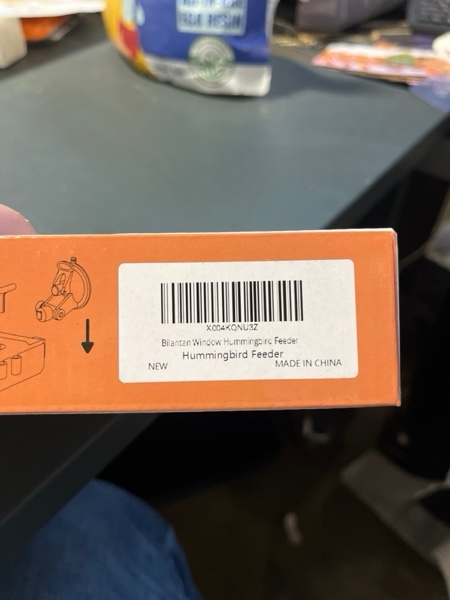 X004KQNU3Z
Bilantan Window Hummingbird Feeder
Hummingbird Feeder
NEW
MADE IN CHINA